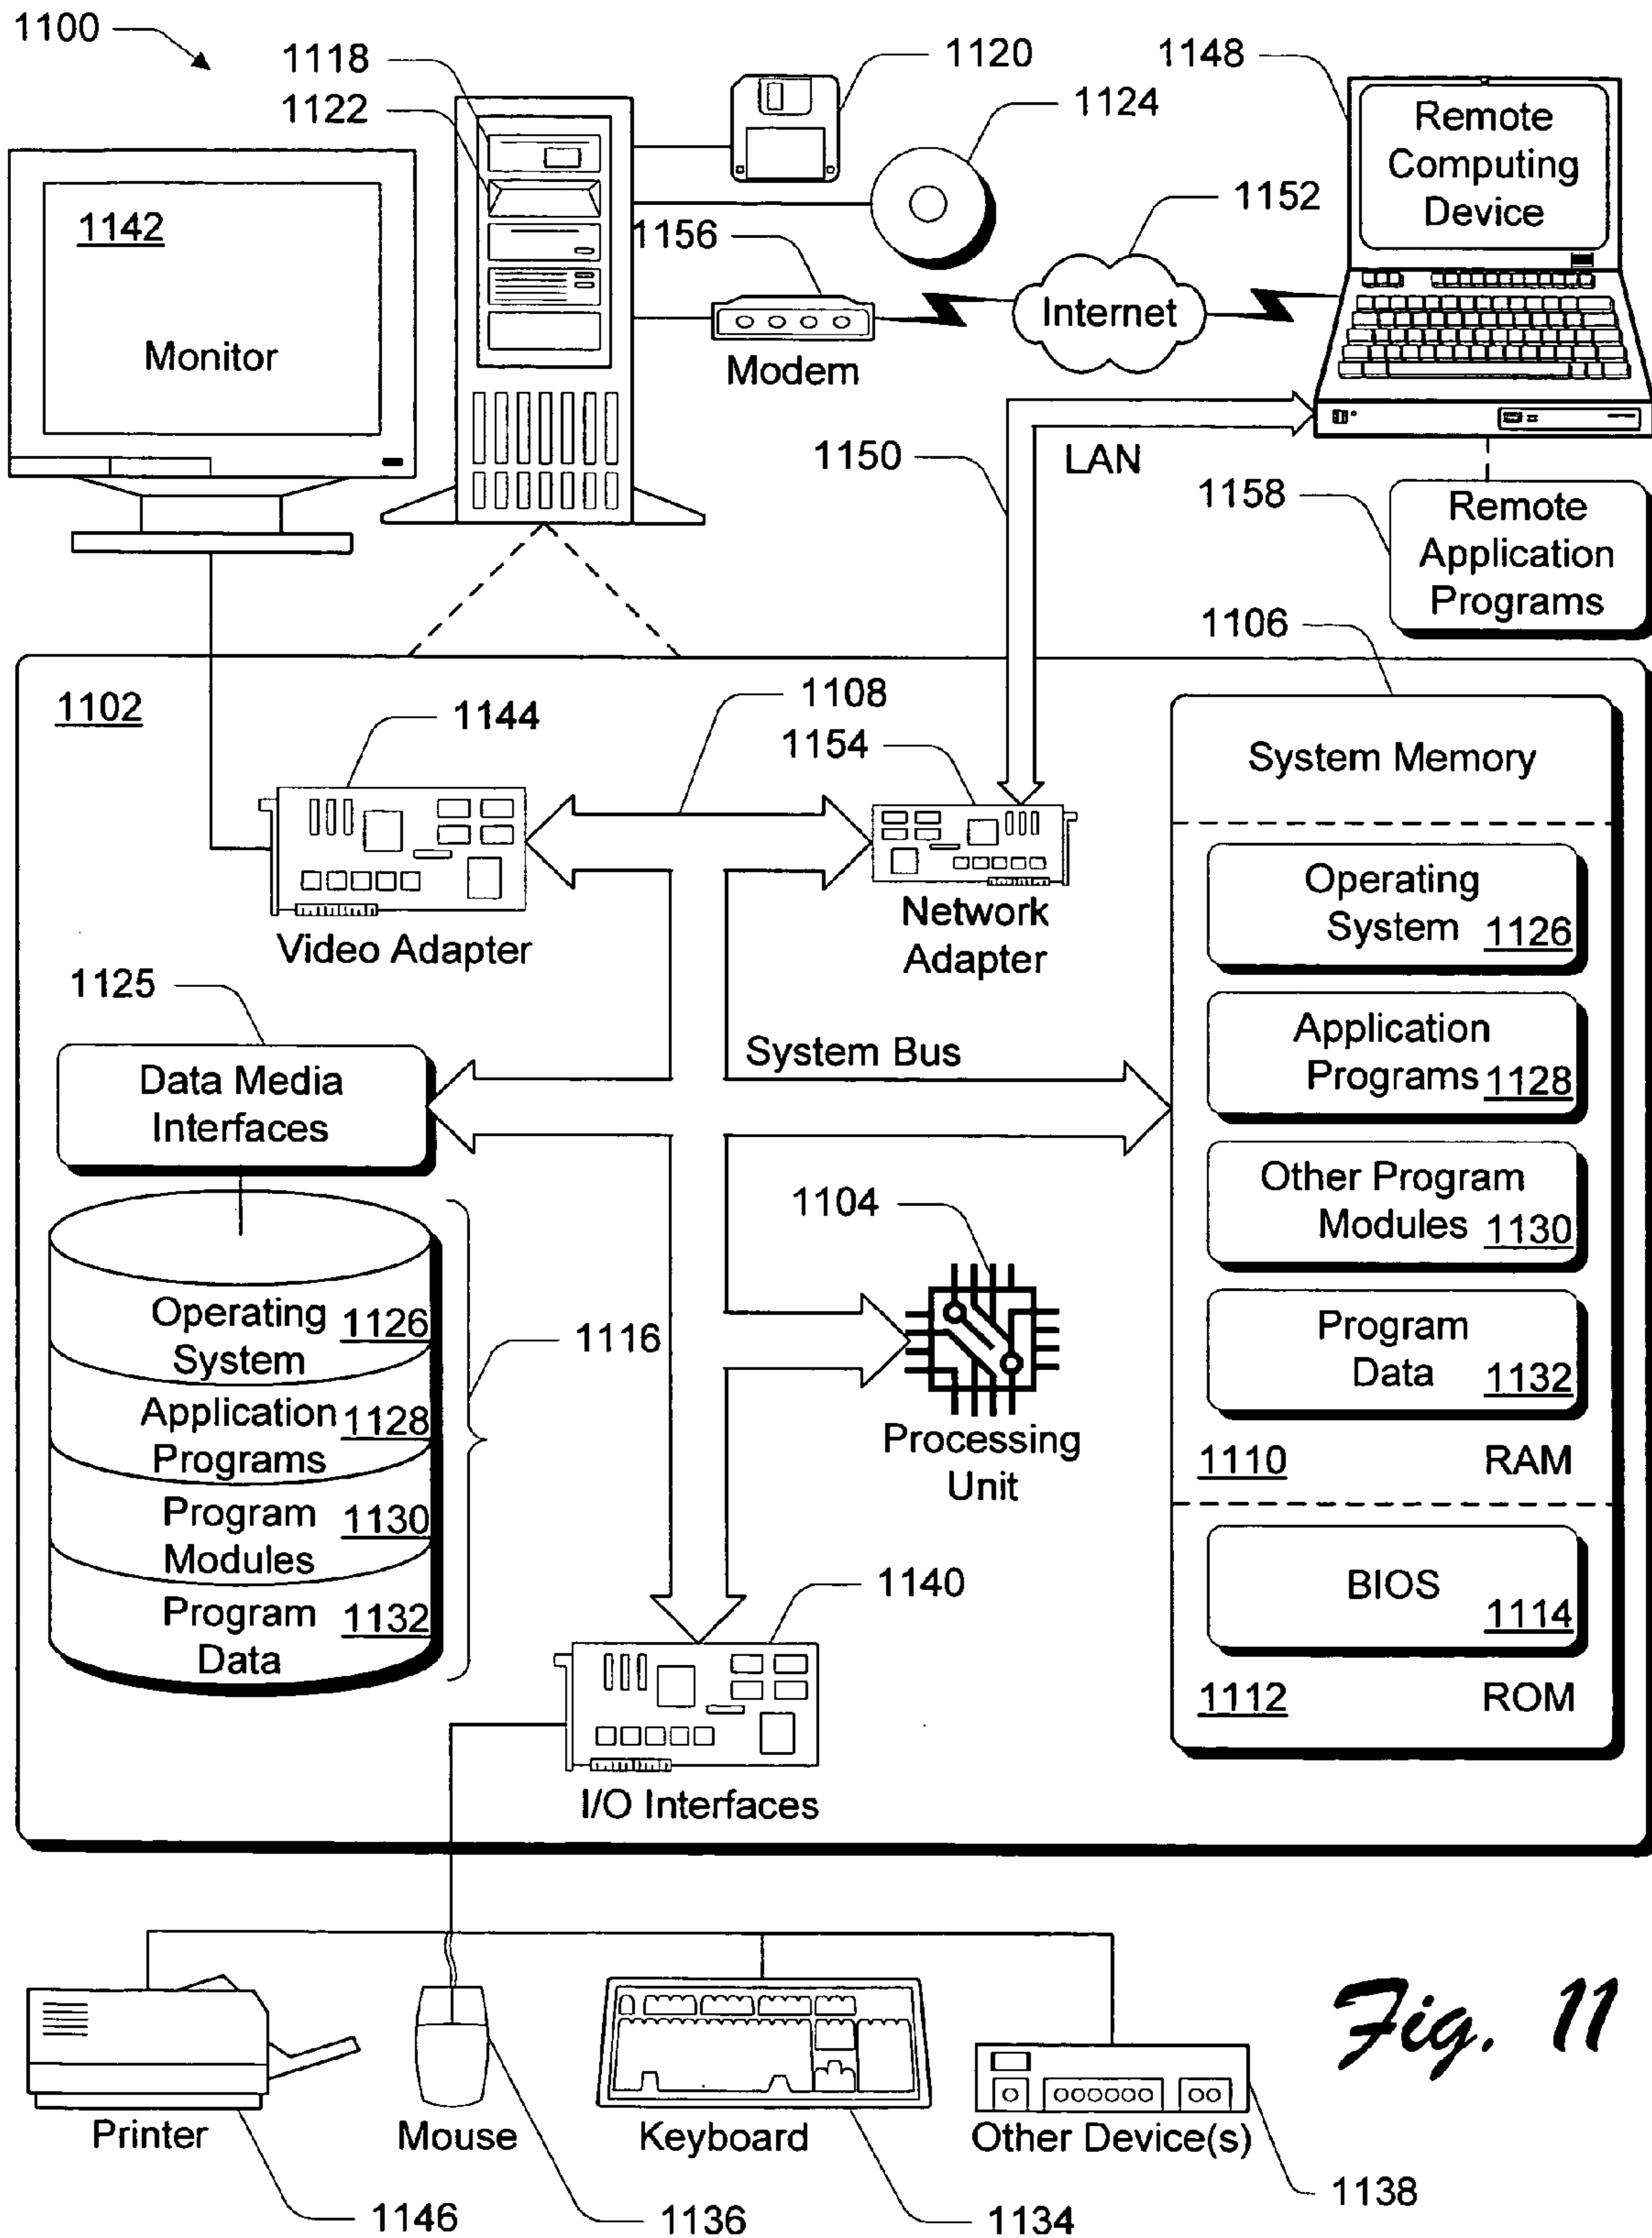 1100
1118
1122
1120
1124
1148
Remote
Computing
Device
1142
Monitor
1156
Modem
1152
Internet
1150
LAN
1158
Remote
Application
Programs
1106
1102
1144
1108
1154
Video Adapter
Network
Adapter
System Memory
Operating
System 1126
Application
Programs 1128
Other Program
Modules 1130
Program
Data 1132
1110 RAM
BIOS
1114
1112 ROM
1125
Data Media
Interfaces
System Bus
1104
Processing
Unit
Operating
System 1126
Application
Programs 1128
Program
Modules 1130
Program
Data 1132
1116
1140
I/O Interfaces
Printer
Mouse
Keyboard
Other Device(s)
1146
1136
1134
1138
Fig. 11